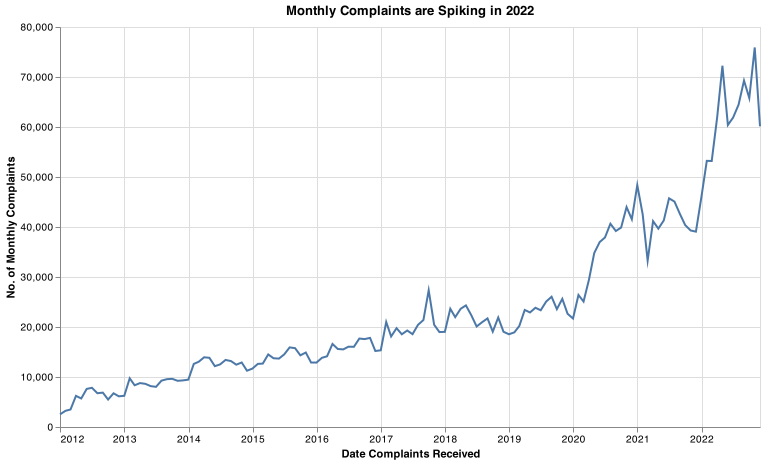 Monthly Complaints are Spiking in 2022
80,000
70,000
60,000
50,000
40,000
30,000
20,000
10,000
0
No. of Monthly Complaints
2012 2013 2014 2015 2016 2017 2018 2019 2020 2021 2022
Date Complaints Received